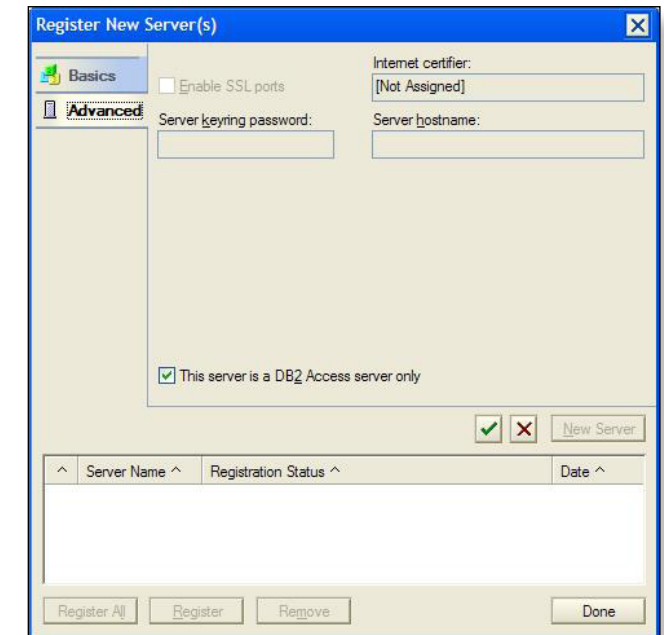 Register New Server(s)
Basics
Advanced
Enable SSL ports
Internet certifier:
[Not Assigned]
Server keyring password:
Server hostname:
This server is a DB2 Access server only
New Server
Server Name
Registration Status
Date
Register All
Register
Remove
Done